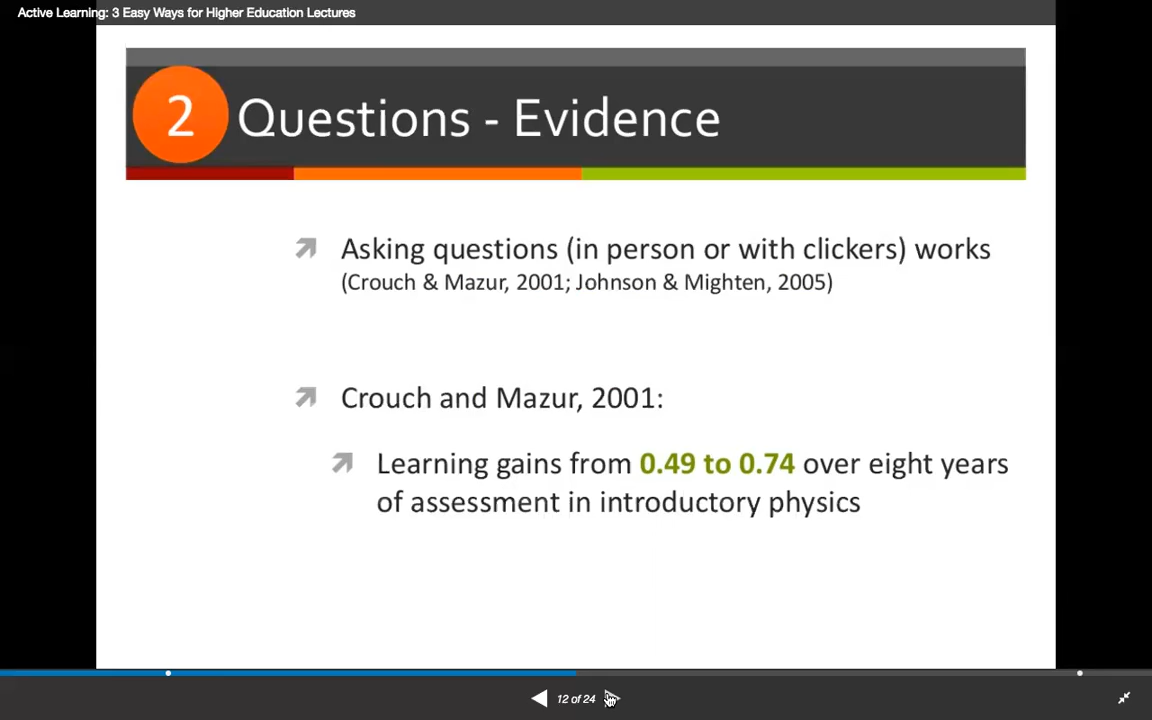 Active Learning: 3 Easy Ways for Higher Education Lectures
2 Questions - Evidence
Asking questions (in person or with clickers) works
(Crouch & Mazur, 2001; Johnson & Mighten, 2005)
Crouch and Mazur, 2001:
Learning gains from 0.49 to 0.74 over eight years
of assessment in introductory physics
12 of 24